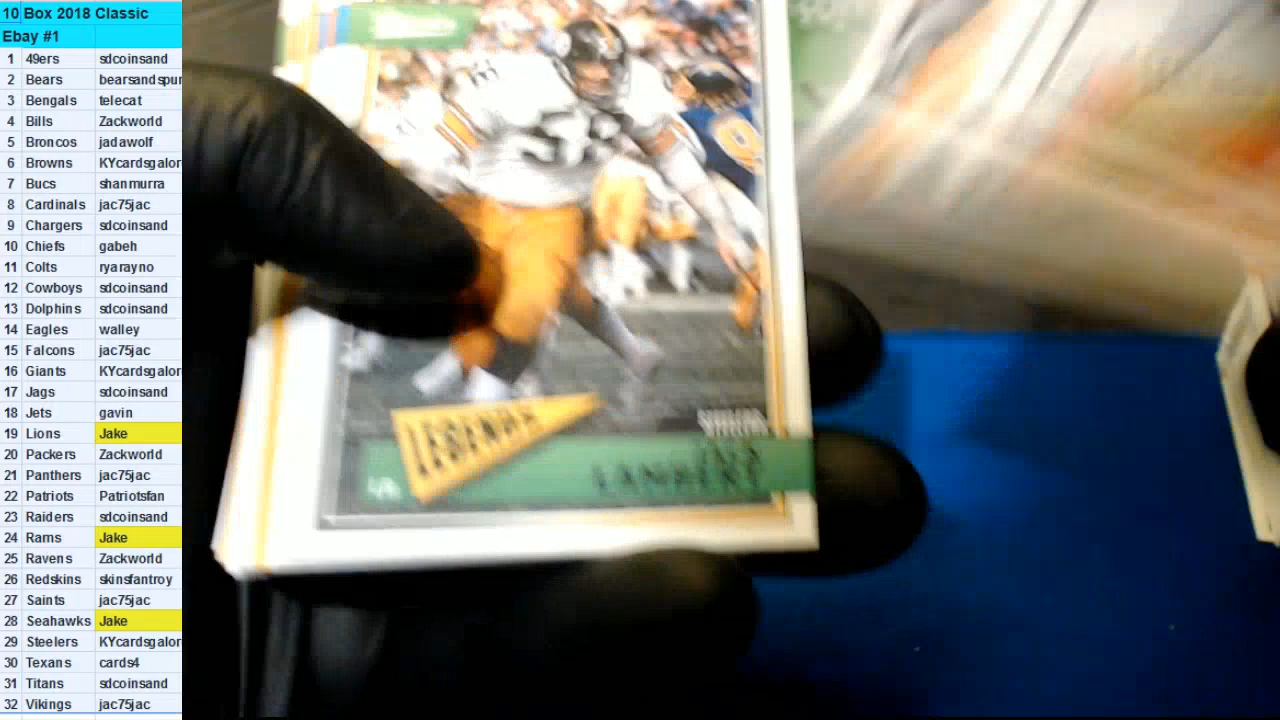 10 Box 2018 Classic
Ebay #1
1 49ers sdcoinsand
2 Bears bearsandspur
3 Bengals telecat
4 Bills Zackworld
5 Broncos jadawolf
6 Browns KYcardsgalor
7 Bucs shanmurra
8 Cardinals jac75jac
9 Chargers sdcoinsand
10 Chiefs gabeh
11 Colts ryarayno
12 Cowboys sdcoinsand
13 Dolphins sdcoinsand
14 Eagles walley
15 Falcons jac75jac
16 Giants KYcardsgalor
17 Jags sdcoinsand
18 Jets gavin
19 Lions Jake
20 Packers Zackworld
21 Panthers jac75jac
22 Patriots Patriotsfan
23 Raiders sdcoinsand
24 Rams Jake
25 Ravens Zackworld
26 Redskins skinsfantroy
27 Saints jac75jac
28 Seahawks Jake
29 Steelers KYcardsgalor
30 Texans cards4
31 Titans sdcoinsand
32 Vikings jac75jac
LEGENDS
LAMBERT